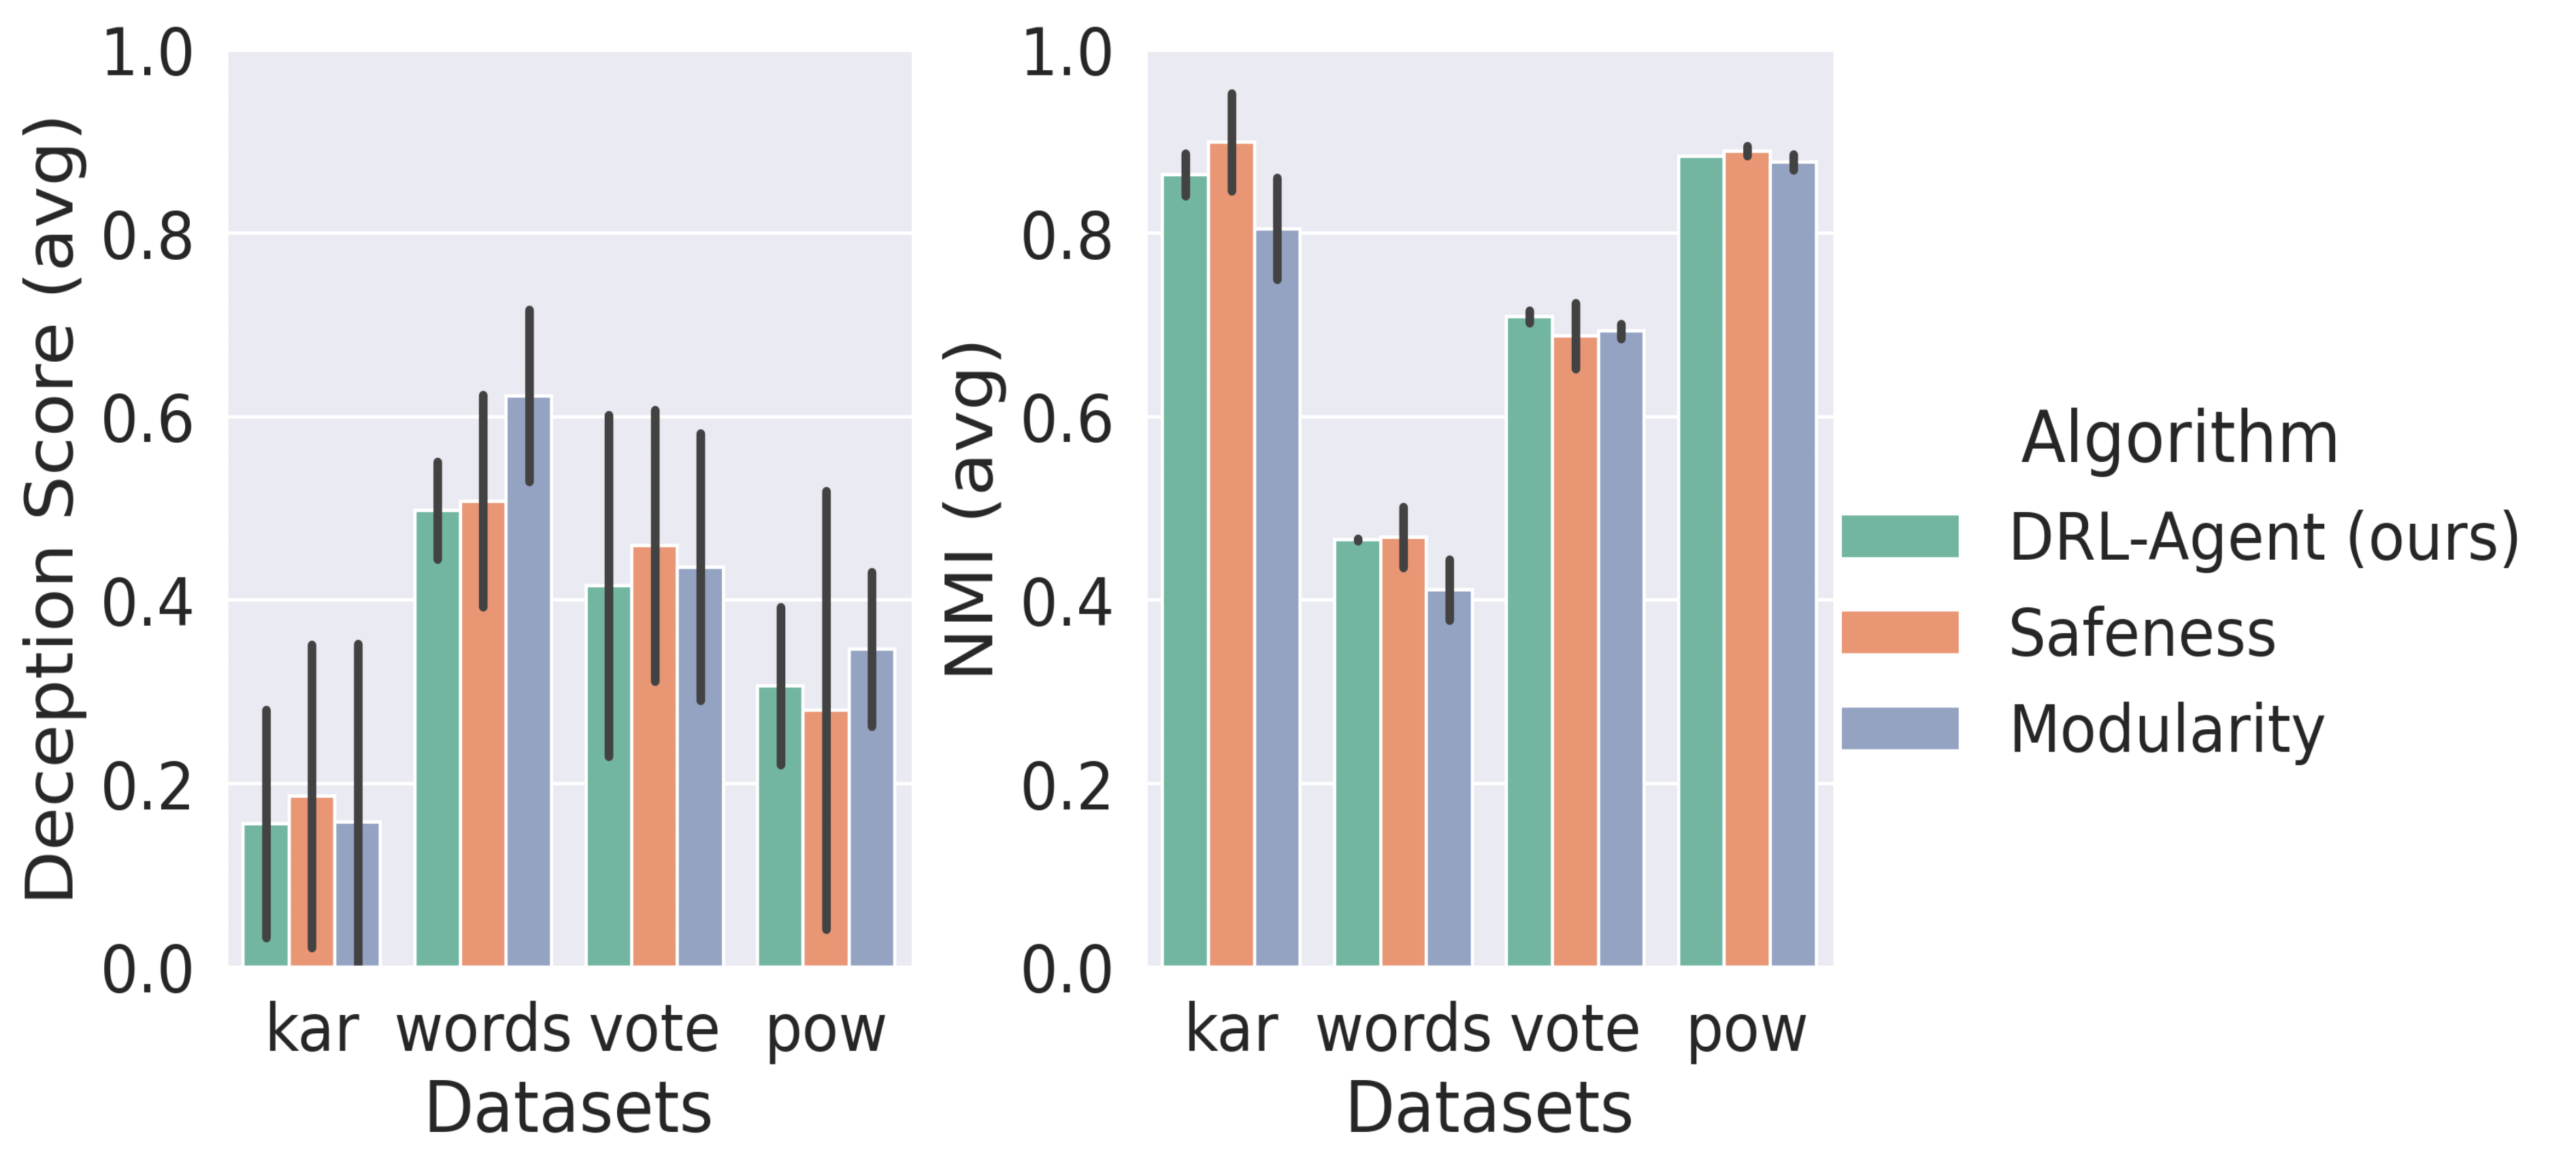 Deception Score (avg)
1.0
0.8
0.6
0.4
0.2
0.0
kar words vote pow
Datasets
NMI (avg)
1.0
0.8
0.6
0.4
0.2
0.0
kar words vote pow
Datasets
Algorithm
DRL-Agent (ours)
Safeness
Modularity